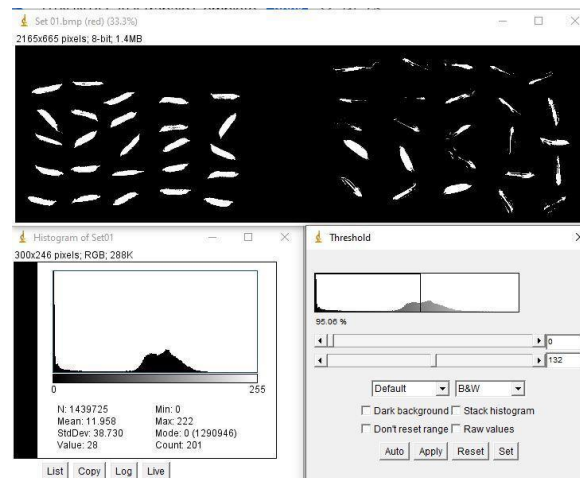 Set 01.bmp (red) (33.3%)
2165x665 pixels; 8-bit; 1.4MB
Histogram of Set01
300x246 pixels; RGB; 288K
0 255
N: 1439725 Min: 0
Mean: 11.958 Max: 222
StdDev: 38.730 Mode: 0 (1290946)
Value: 28 Count: 201
List Copy Log Live
Threshold
95.06 %
0
132
Default B&W
Dark background Stack histogram
Don't reset range Raw values
Auto Apply Reset Set